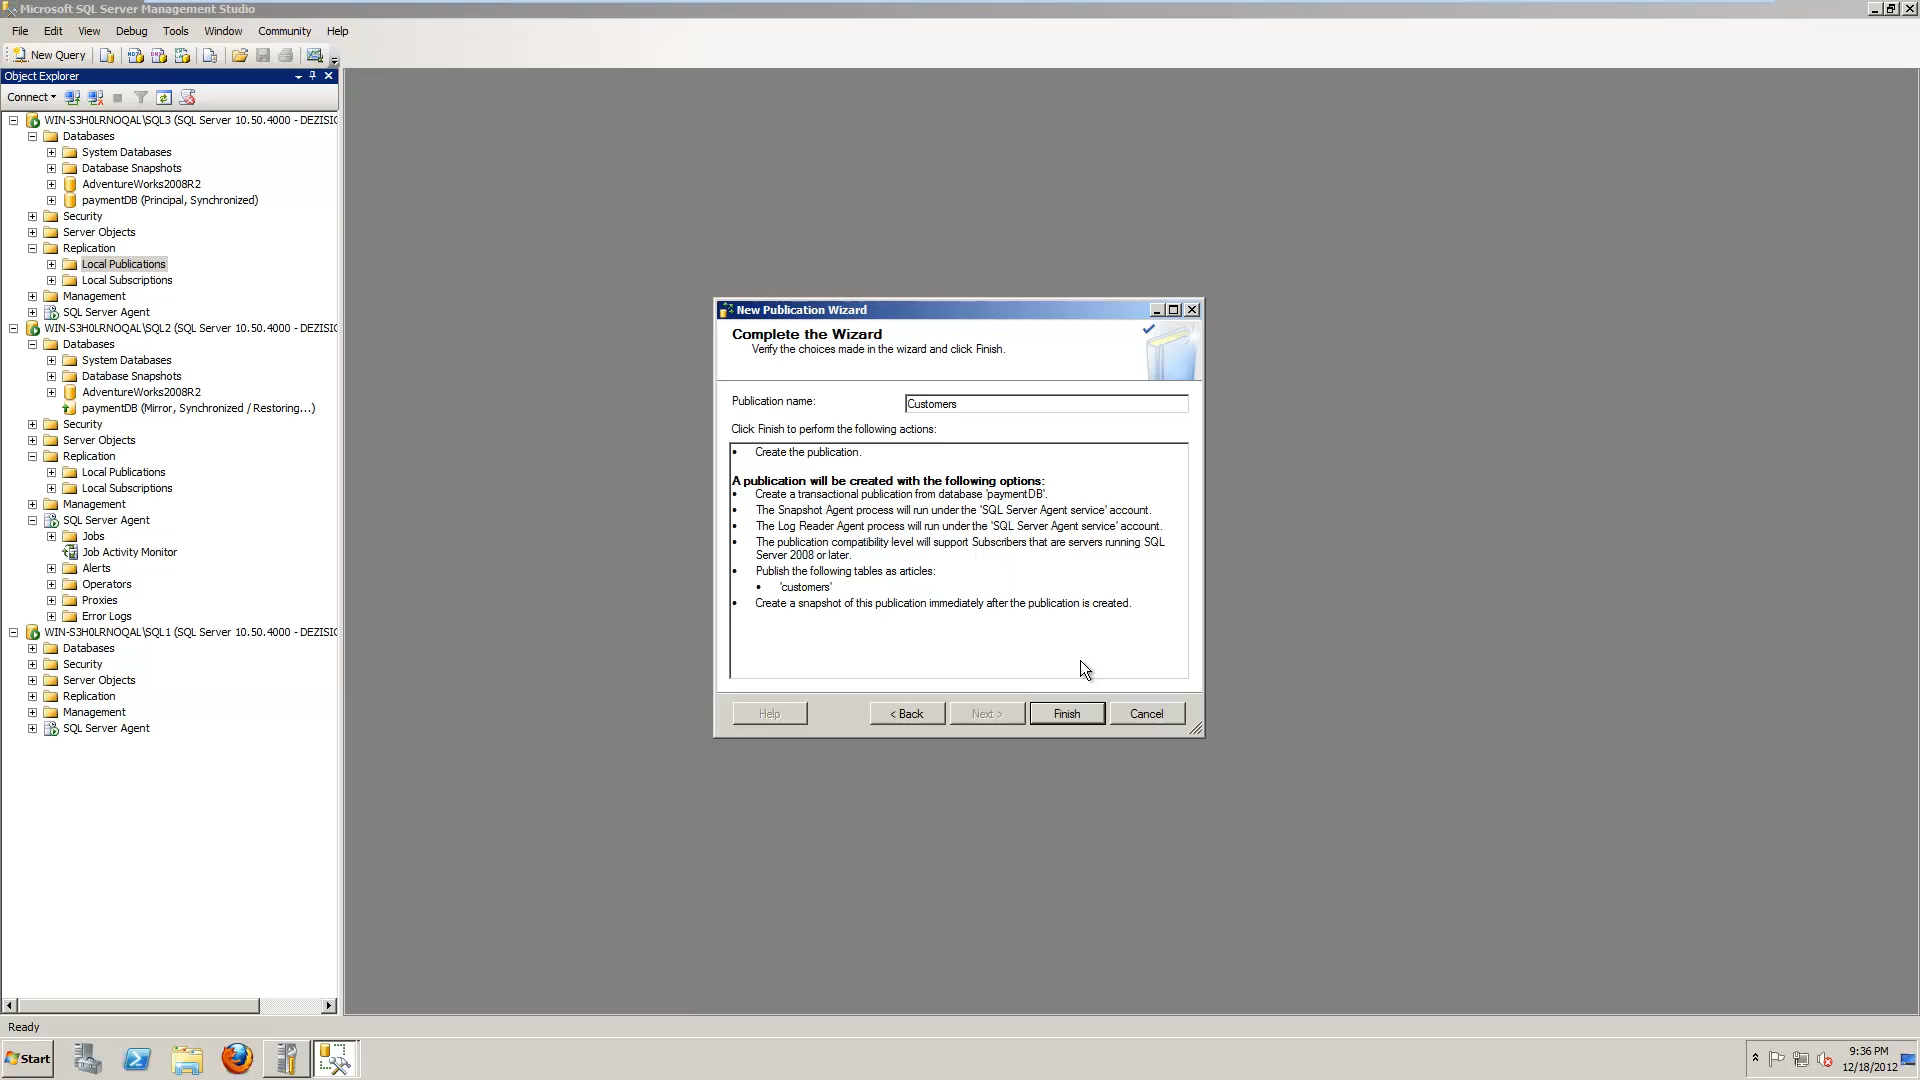 Microsoft SQL Server Management Studio
File Edit View Debug Tools Window Community Help
New Query
Object Explorer
Connect
WIN-S3H0LRNOQAL\SQL3 (SQL Server 10.50.4000 - DEZISIO
Databases
System Databases
Database Snapshots
AdventureWorks2008R2
paymentDB (Principal, Synchronized)
Security
Server Objects
Replication
Local Publications
Local Subscriptions
Management
SQL Server Agent
WIN-S3H0LRNOQAL\SQL2 (SQL Server 10.50.4000 - DEZISIO
Databases
System Databases
Database Snapshots
AdventureWorks2008R2
paymentDB (Mirror, Synchronized / Restoring...)
Security
Server Objects
Replication
Local Publications
Local Subscriptions
Management
SQL Server Agent
Jobs
Job Activity Monitor
Alerts
Operators
Proxies
Error Logs
WIN-S3H0LRNOQAL\SQL1 (SQL Server 10.50.4000 - DEZISIO
Databases
Security
Server Objects
Replication
Management
SQL Server Agent
New Publication Wizard
Complete the Wizard
Verify the choices made in the wizard and click Finish.
Publication name: Customers
Click Finish to perform the following actions:
• Create the publication.
A publication will be created with the following options:
• Create a transactional publication from database 'paymentDB'.
• The Snapshot Agent process will run under the 'SQL Server Agent service' account.
• The Log Reader Agent process will run under the 'SQL Server Agent service' account.
• The publication compatibility level will support Subscribers that are servers running SQL
Server 2008 or later.
• Publish the following tables as articles:
• 'customers'
• Create a snapshot of this publication immediately after the publication is created.
Help < Back Next > Finish Cancel
Ready
Start
9:36 PM
12/18/2012